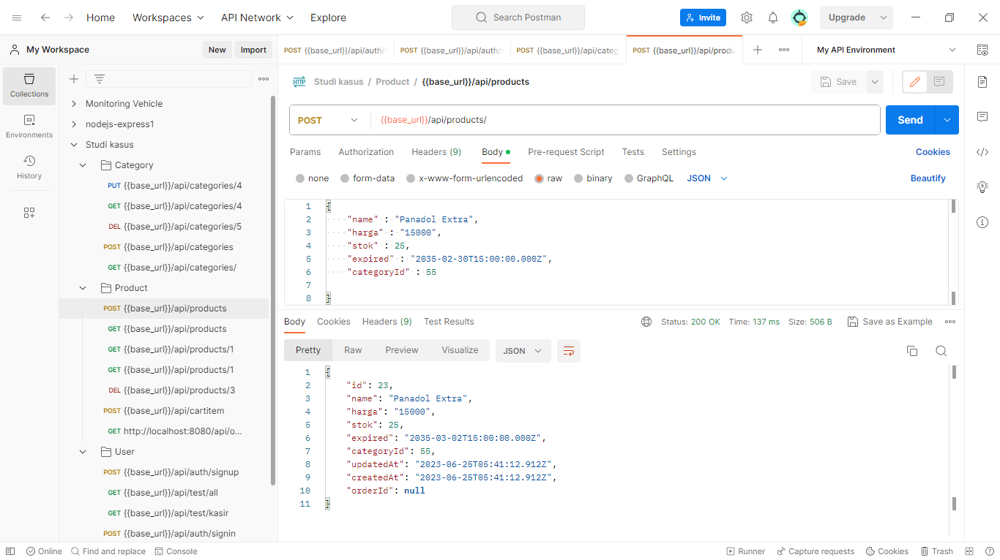 Home Workspaces API Network Explore Search Postman Invite Upgrade
My Workspace New Import POST {{base_url}}/api/auth/ POST {{base_url}}/api/auth/ POST {{base_url}}/api/categ POST {{base_url}}/api/produ My API Environment
Collections
Environments
History
Monitoring Vehicle
nodejs-express1
Studi kasus
Category
PUT {{base_url}}/api/categories/4
GET {{base_url}}/api/categories/4
DEL {{base_url}}/api/categories/5
POST {{base_url}}/api/categories
GET {{base_url}}/api/categories/
Product
POST {{base_url}}/api/products
GET {{base_url}}/api/products
GET {{base_url}}/api/products/1
GET {{base_url}}/api/products/1
DEL {{base_url}}/api/products/3
POST {{base_url}}/api/cartitem
GET http://localhost:8080/api/o...
User
POST {{base_url}}/api/auth/signup
GET {{base_url}}/api/test/all
GET {{base_url}}/api/test/kasir
POST {{base_url}}/api/auth/signin
HTTP Studi kasus / Product / {{base_url}}/api/products Save
POST {{base_url}}/api/products/ Send
Params Authorization Headers (9) Body Pre-request Script Tests Settings Cookies
none form-data x-www-form-urlencoded raw binary GraphQL JSON Beautify
1 {
2 "name" : "Panadol Extra",
3 "harga" : "15000",
4 "stok" : 25,
5 "expired" : "2035-02-30T15:00:00.000Z",
6 "categoryId" : 55
7
8 }
Body Cookies Headers (9) Test Results Status: 200 OK Time: 137 ms Size: 506 B Save as Example
Pretty Raw Preview Visualize JSON
1 {
2 "id": 23,
3 "name": "Panadol Extra",
4 "harga": "15000",
5 "stok": 25,
6 "expired": "2035-03-02T15:00:00.000Z",
7 "categoryId": 55,
8 "updatedAt": "2023-06-25T05:41:12.912Z",
9 "createdAt": "2023-06-25T05:41:12.912Z",
10 "orderId": null
11 }
Online Find and replace Console Runner Capture requests Cookies Trash